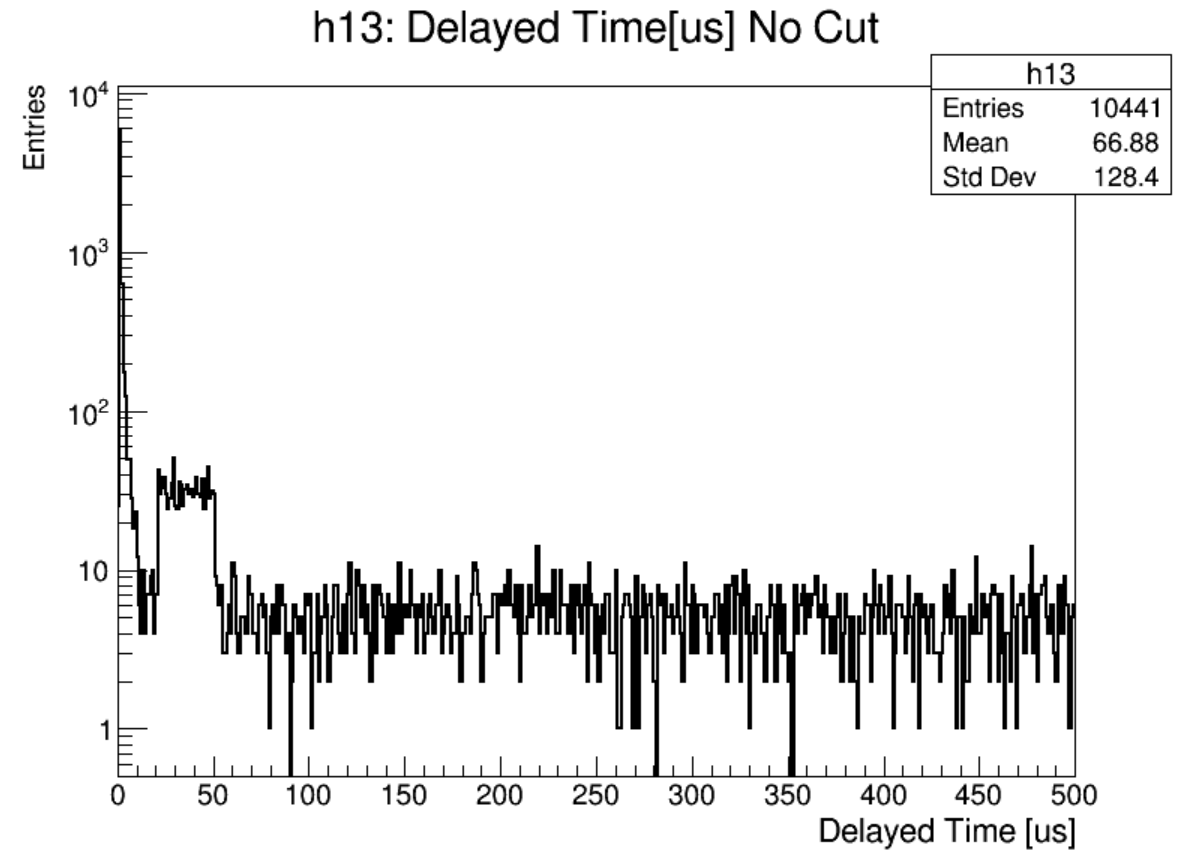 h13: Delayed Time[us] No Cut
h13
Entries 10441
Mean 66.88
Std Dev 128.4
Entries
10⁴
10³
10²
10
1
0 50 100 150 200 250 300 350 400 450 500
Delayed Time [us]